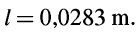 l = 0,0283 m.